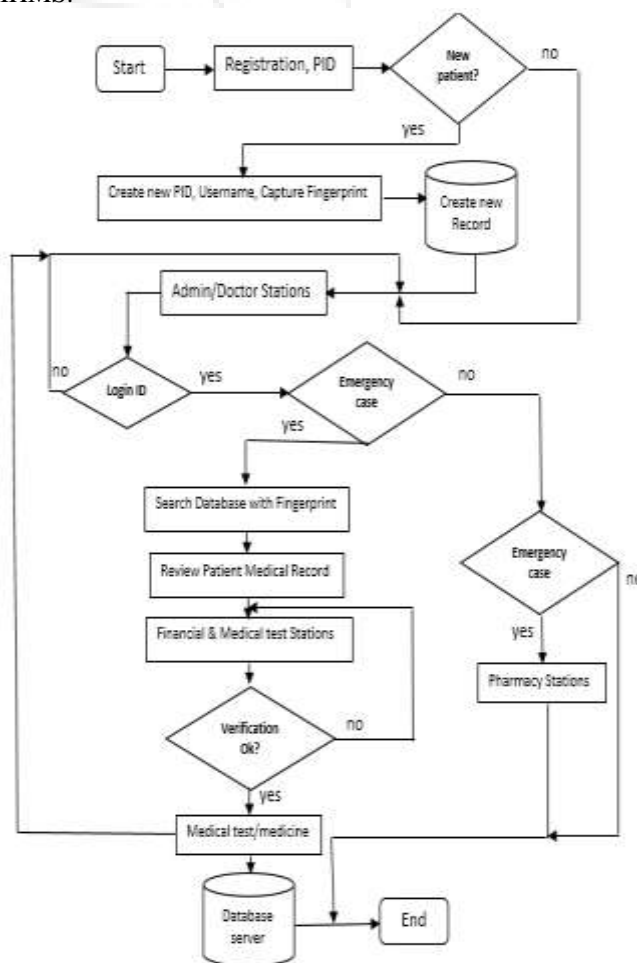 Start
Registration, PID
New
patient?
no
yes
Create new PID, Username, Capture Fingerprint
Create new
Record
Admin/Doctor Stations
no
Login ID
yes
Emergency
case
no
yes
Search Database with Fingerprint
Review Patient Medical Record
Emergency
case
Financial & Medical test Stations
yes
Pharmacy Stations
Verification
Ok?
no
yes
Medical test/medicine
Database
server
End